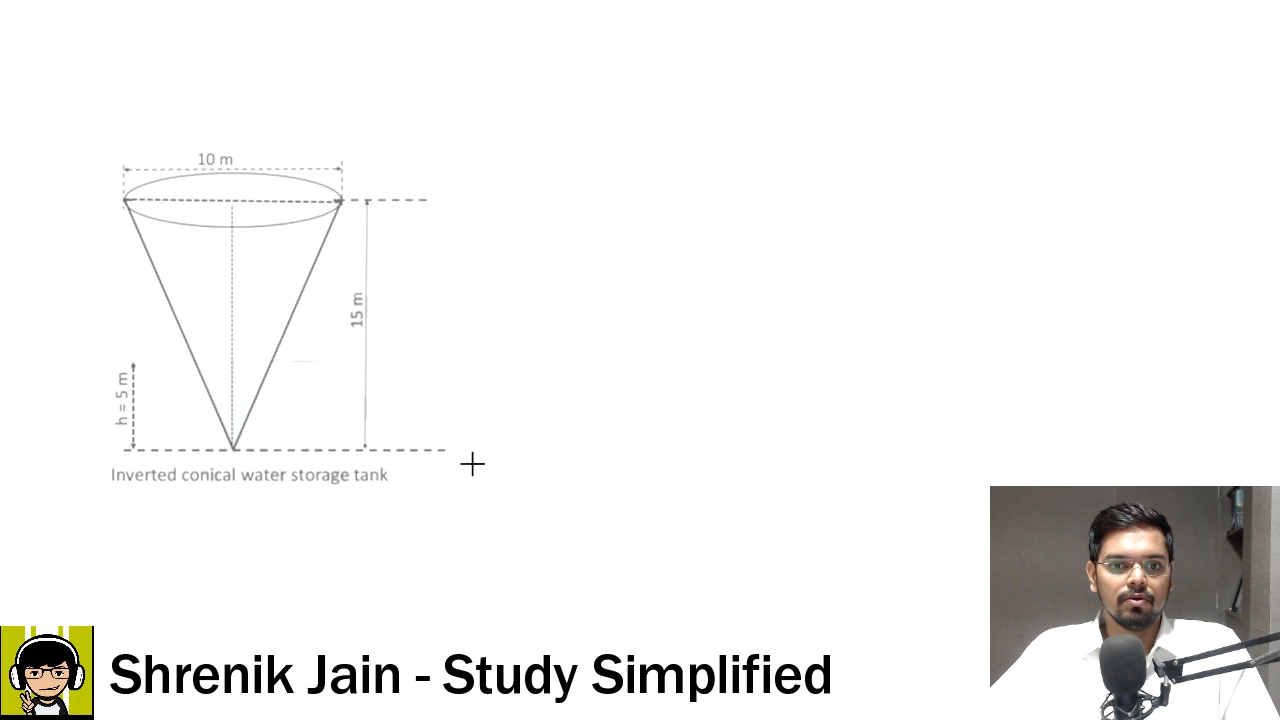 10 m
15 m
h = 5 m
Inverted conical water storage tank
Shrenik Jain - Study Simplified